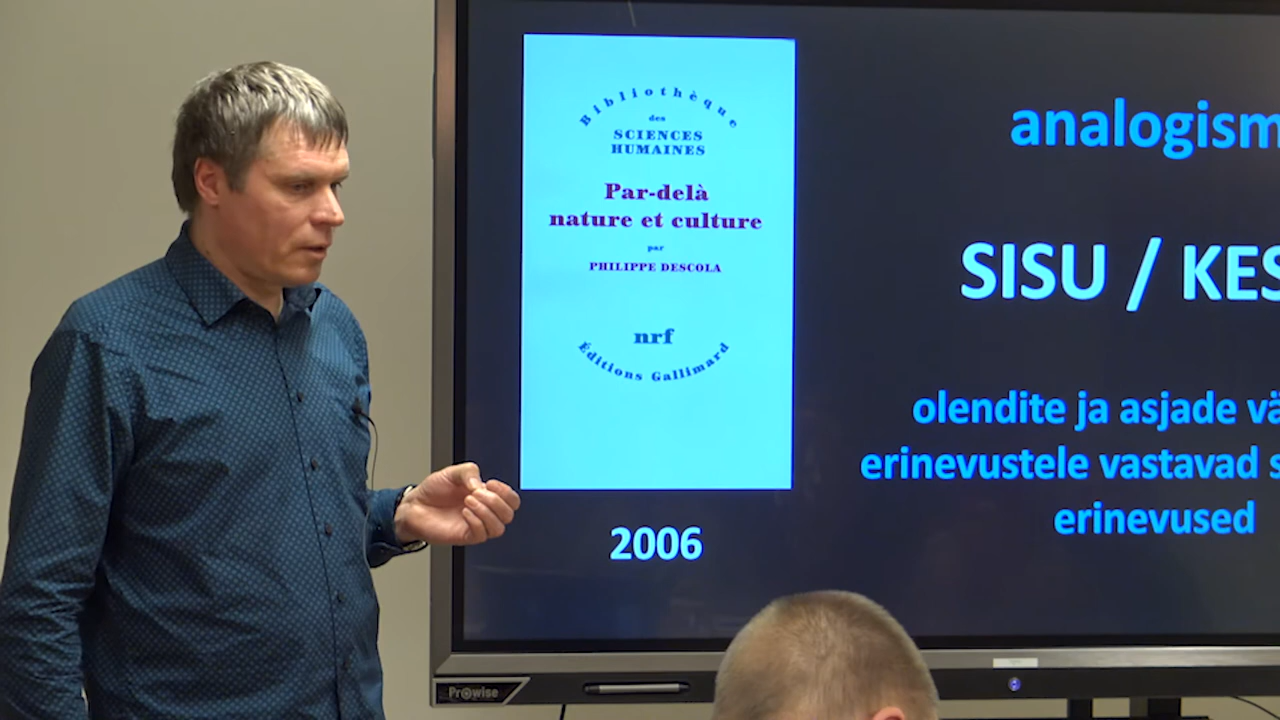 Bibliothèque
des
SCIENCES
HUMAINES
Par-delà
nature et culture
par
PHILIPPE DESCOLA
nrf
Éditions Gallimard
2006
analogism
SISU / KES
olendite ja asjade vä
erinevustele vastavad s
erinevused
Prowise